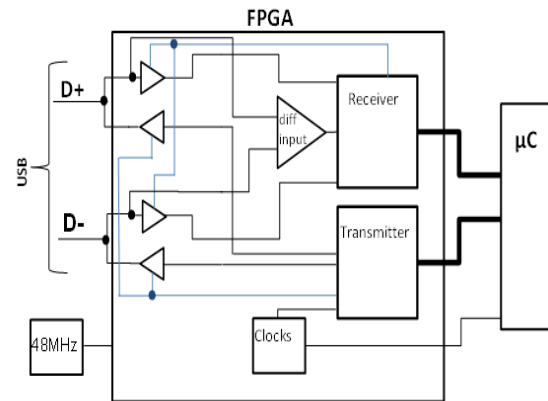 FPGA
D+
Receiver
diff
input
µC
USB
D-
Transmitter
48MHz
Clocks